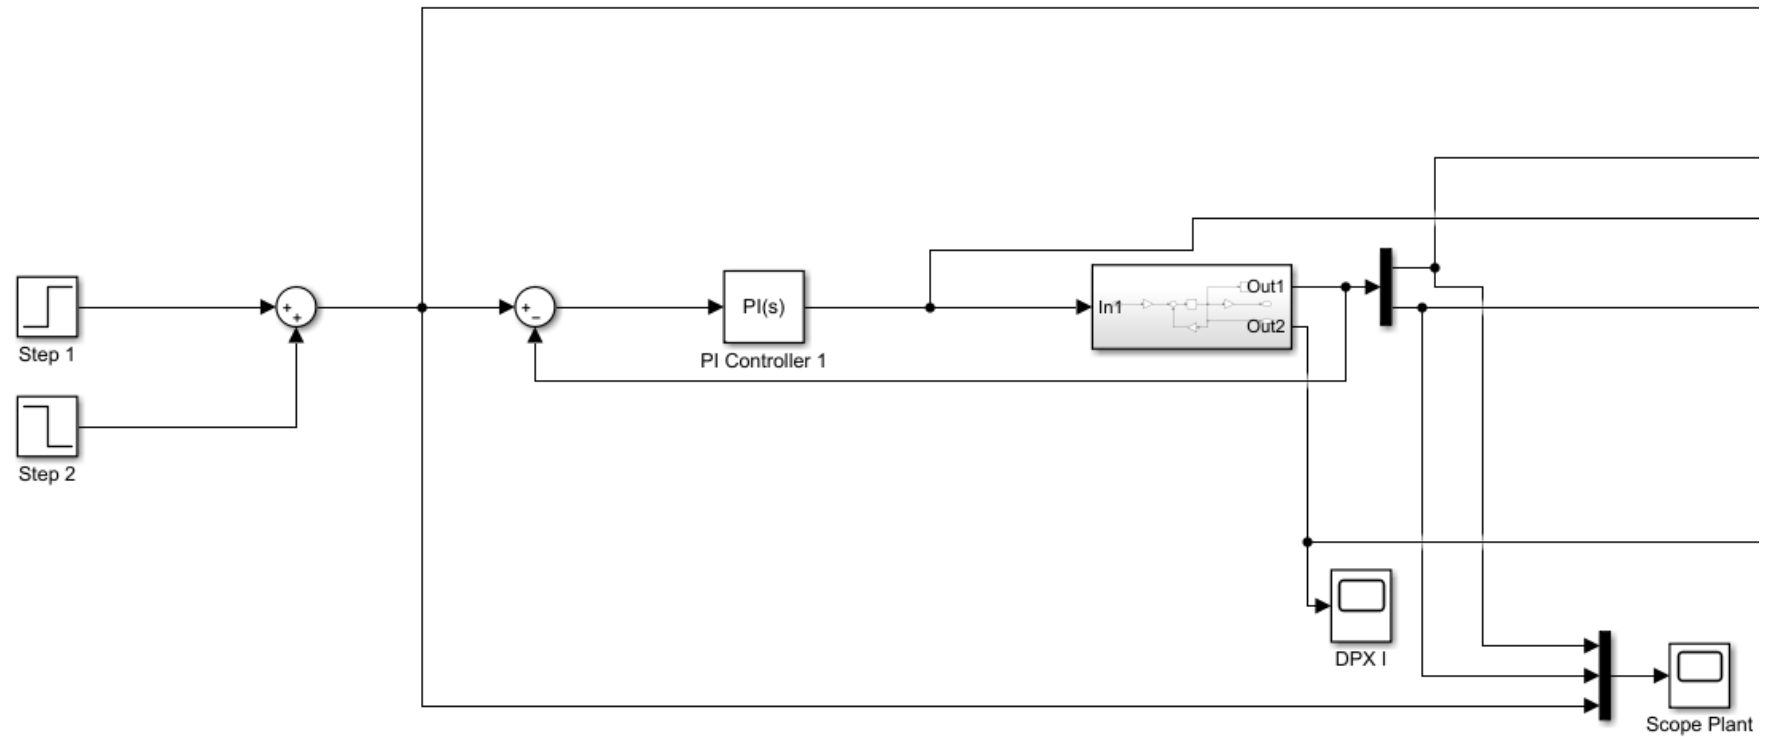 Step 1
Step 2
PI(s)
PI Controller 1
In1
Out1
Out2
DPX I
Scope Plant